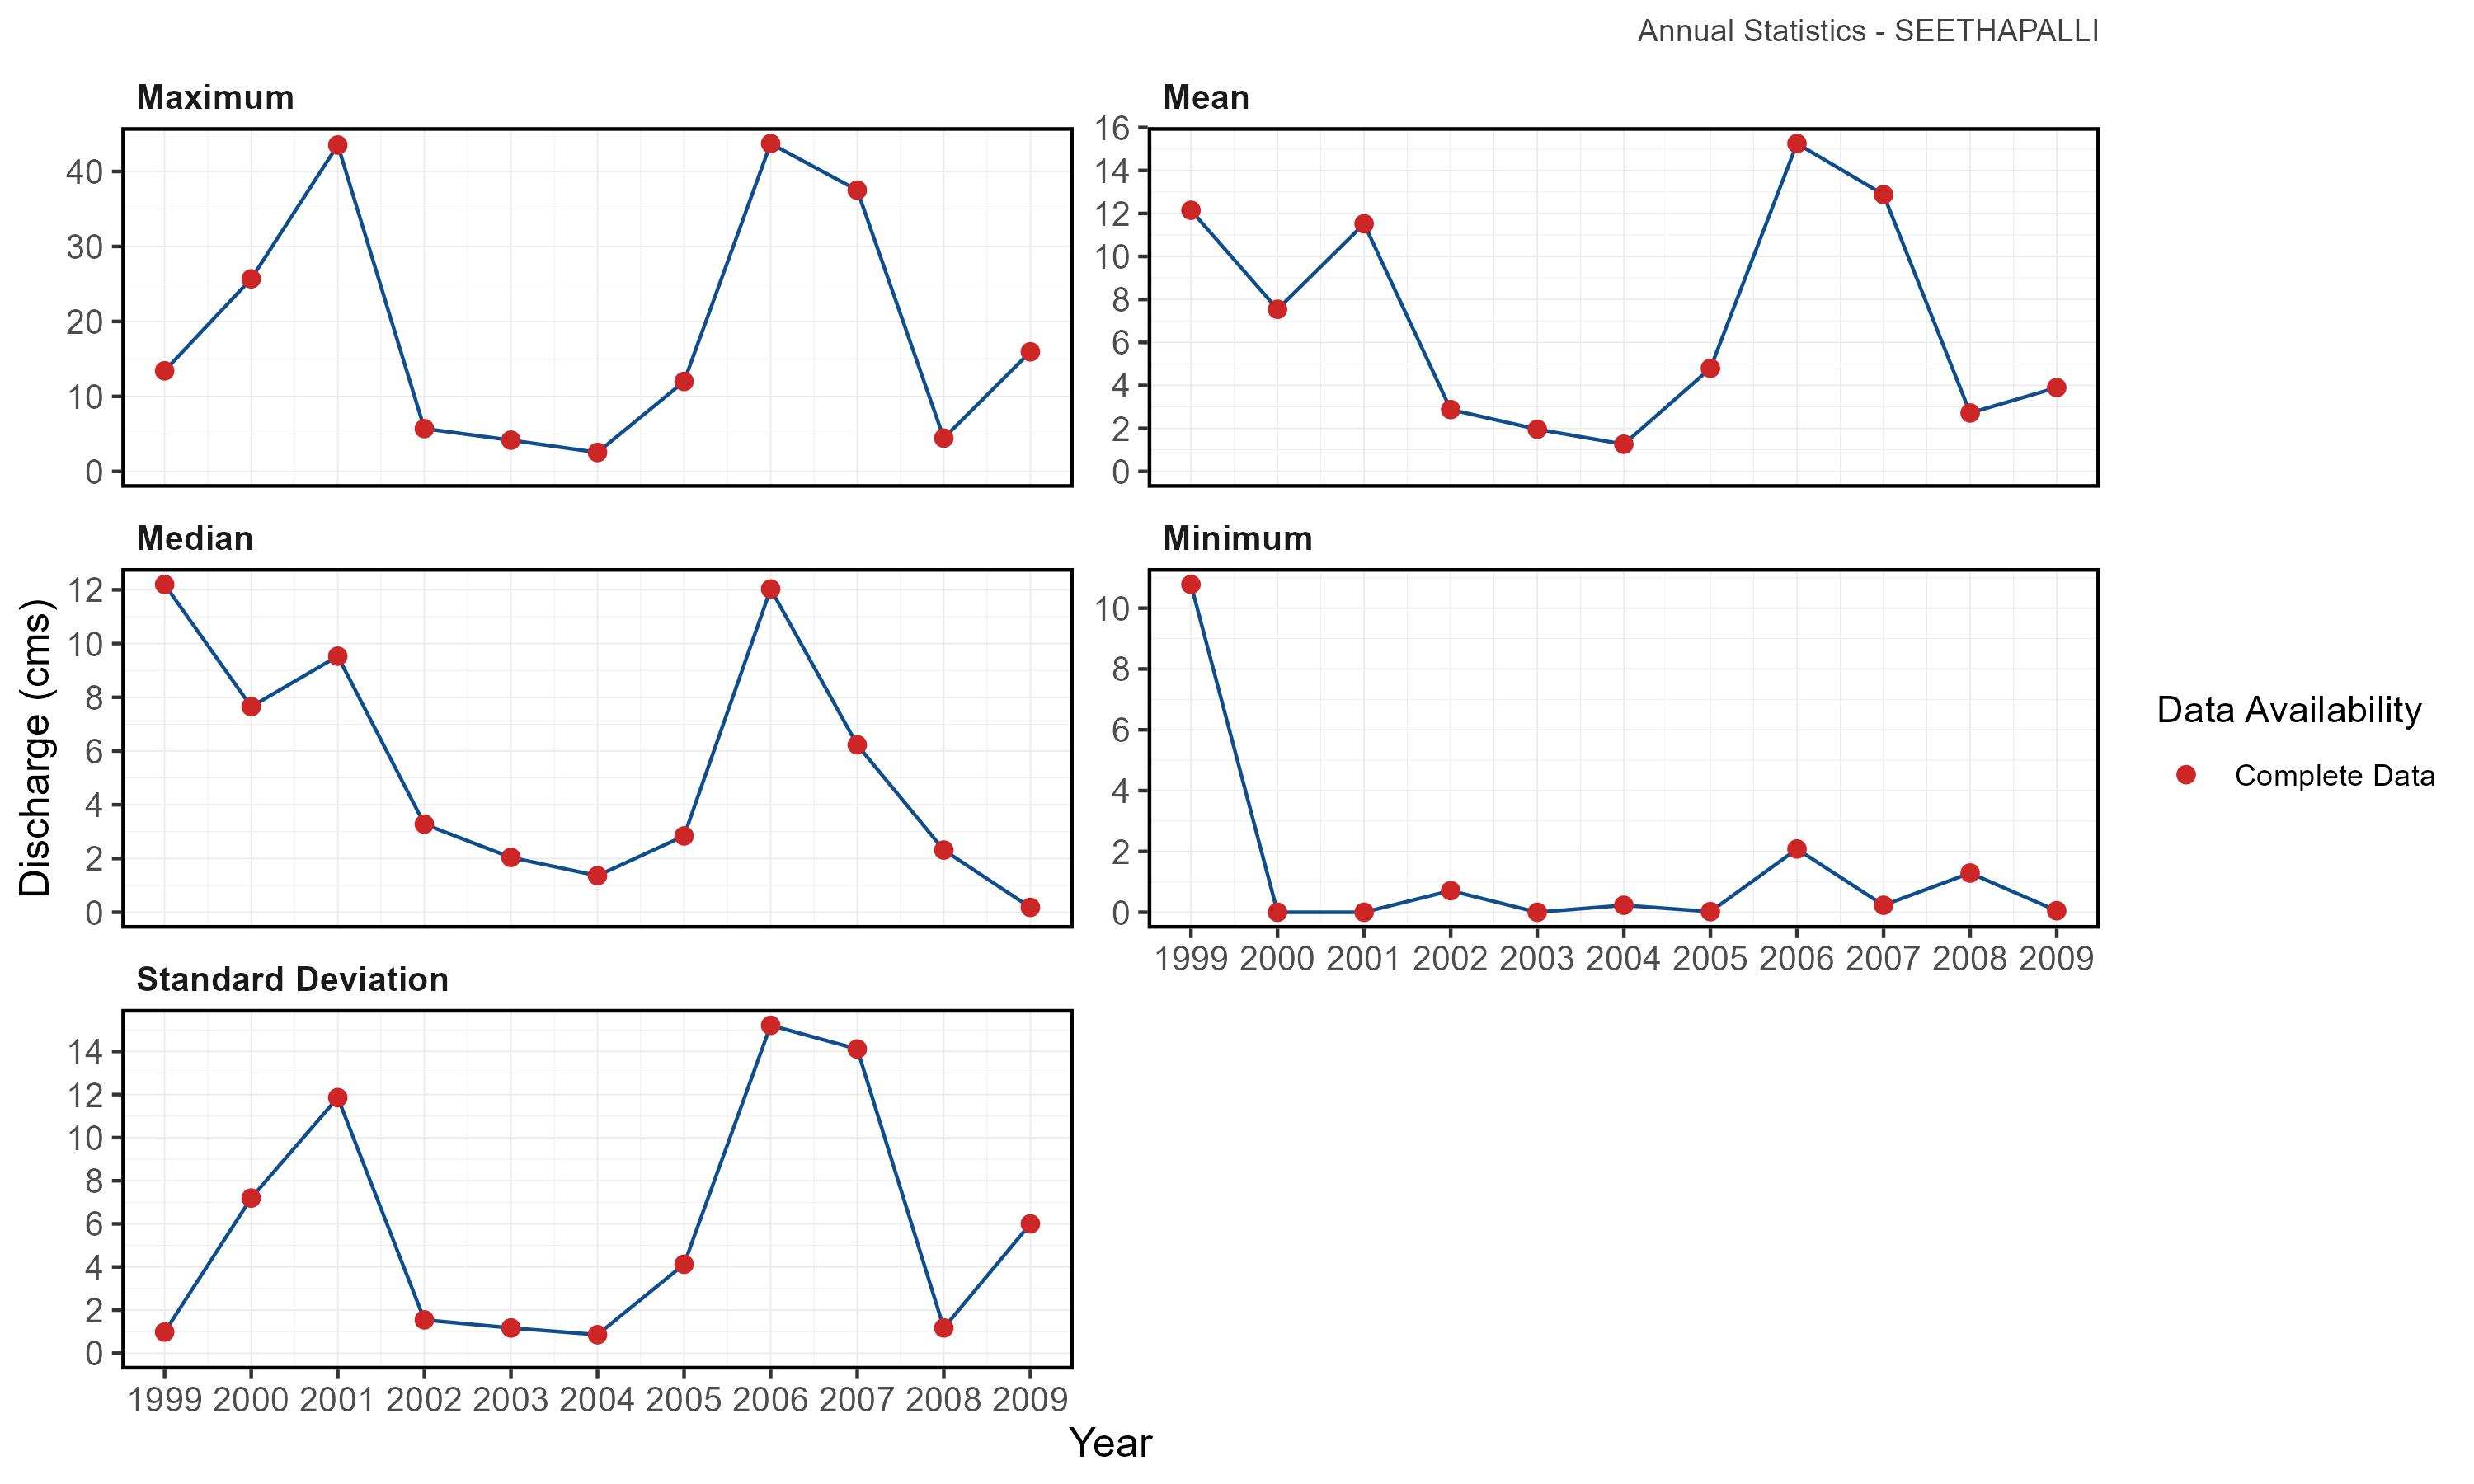 Annual Statistics - SEETHAPALLI
Maximum
40
30
20
10
0
Mean
16
14
12
10
8
6
4
2
0
Median
12
10
8
6
4
2
0
Minimum
10
8
6
4
2
0
1999 2000 2001 2002 2003 2004 2005 2006 2007 2008 2009
Standard Deviation
14
12
10
8
6
4
2
0
1999 2000 2001 2002 2003 2004 2005 2006 2007 2008 2009
Discharge (cms)
Year
Data Availability
Complete Data